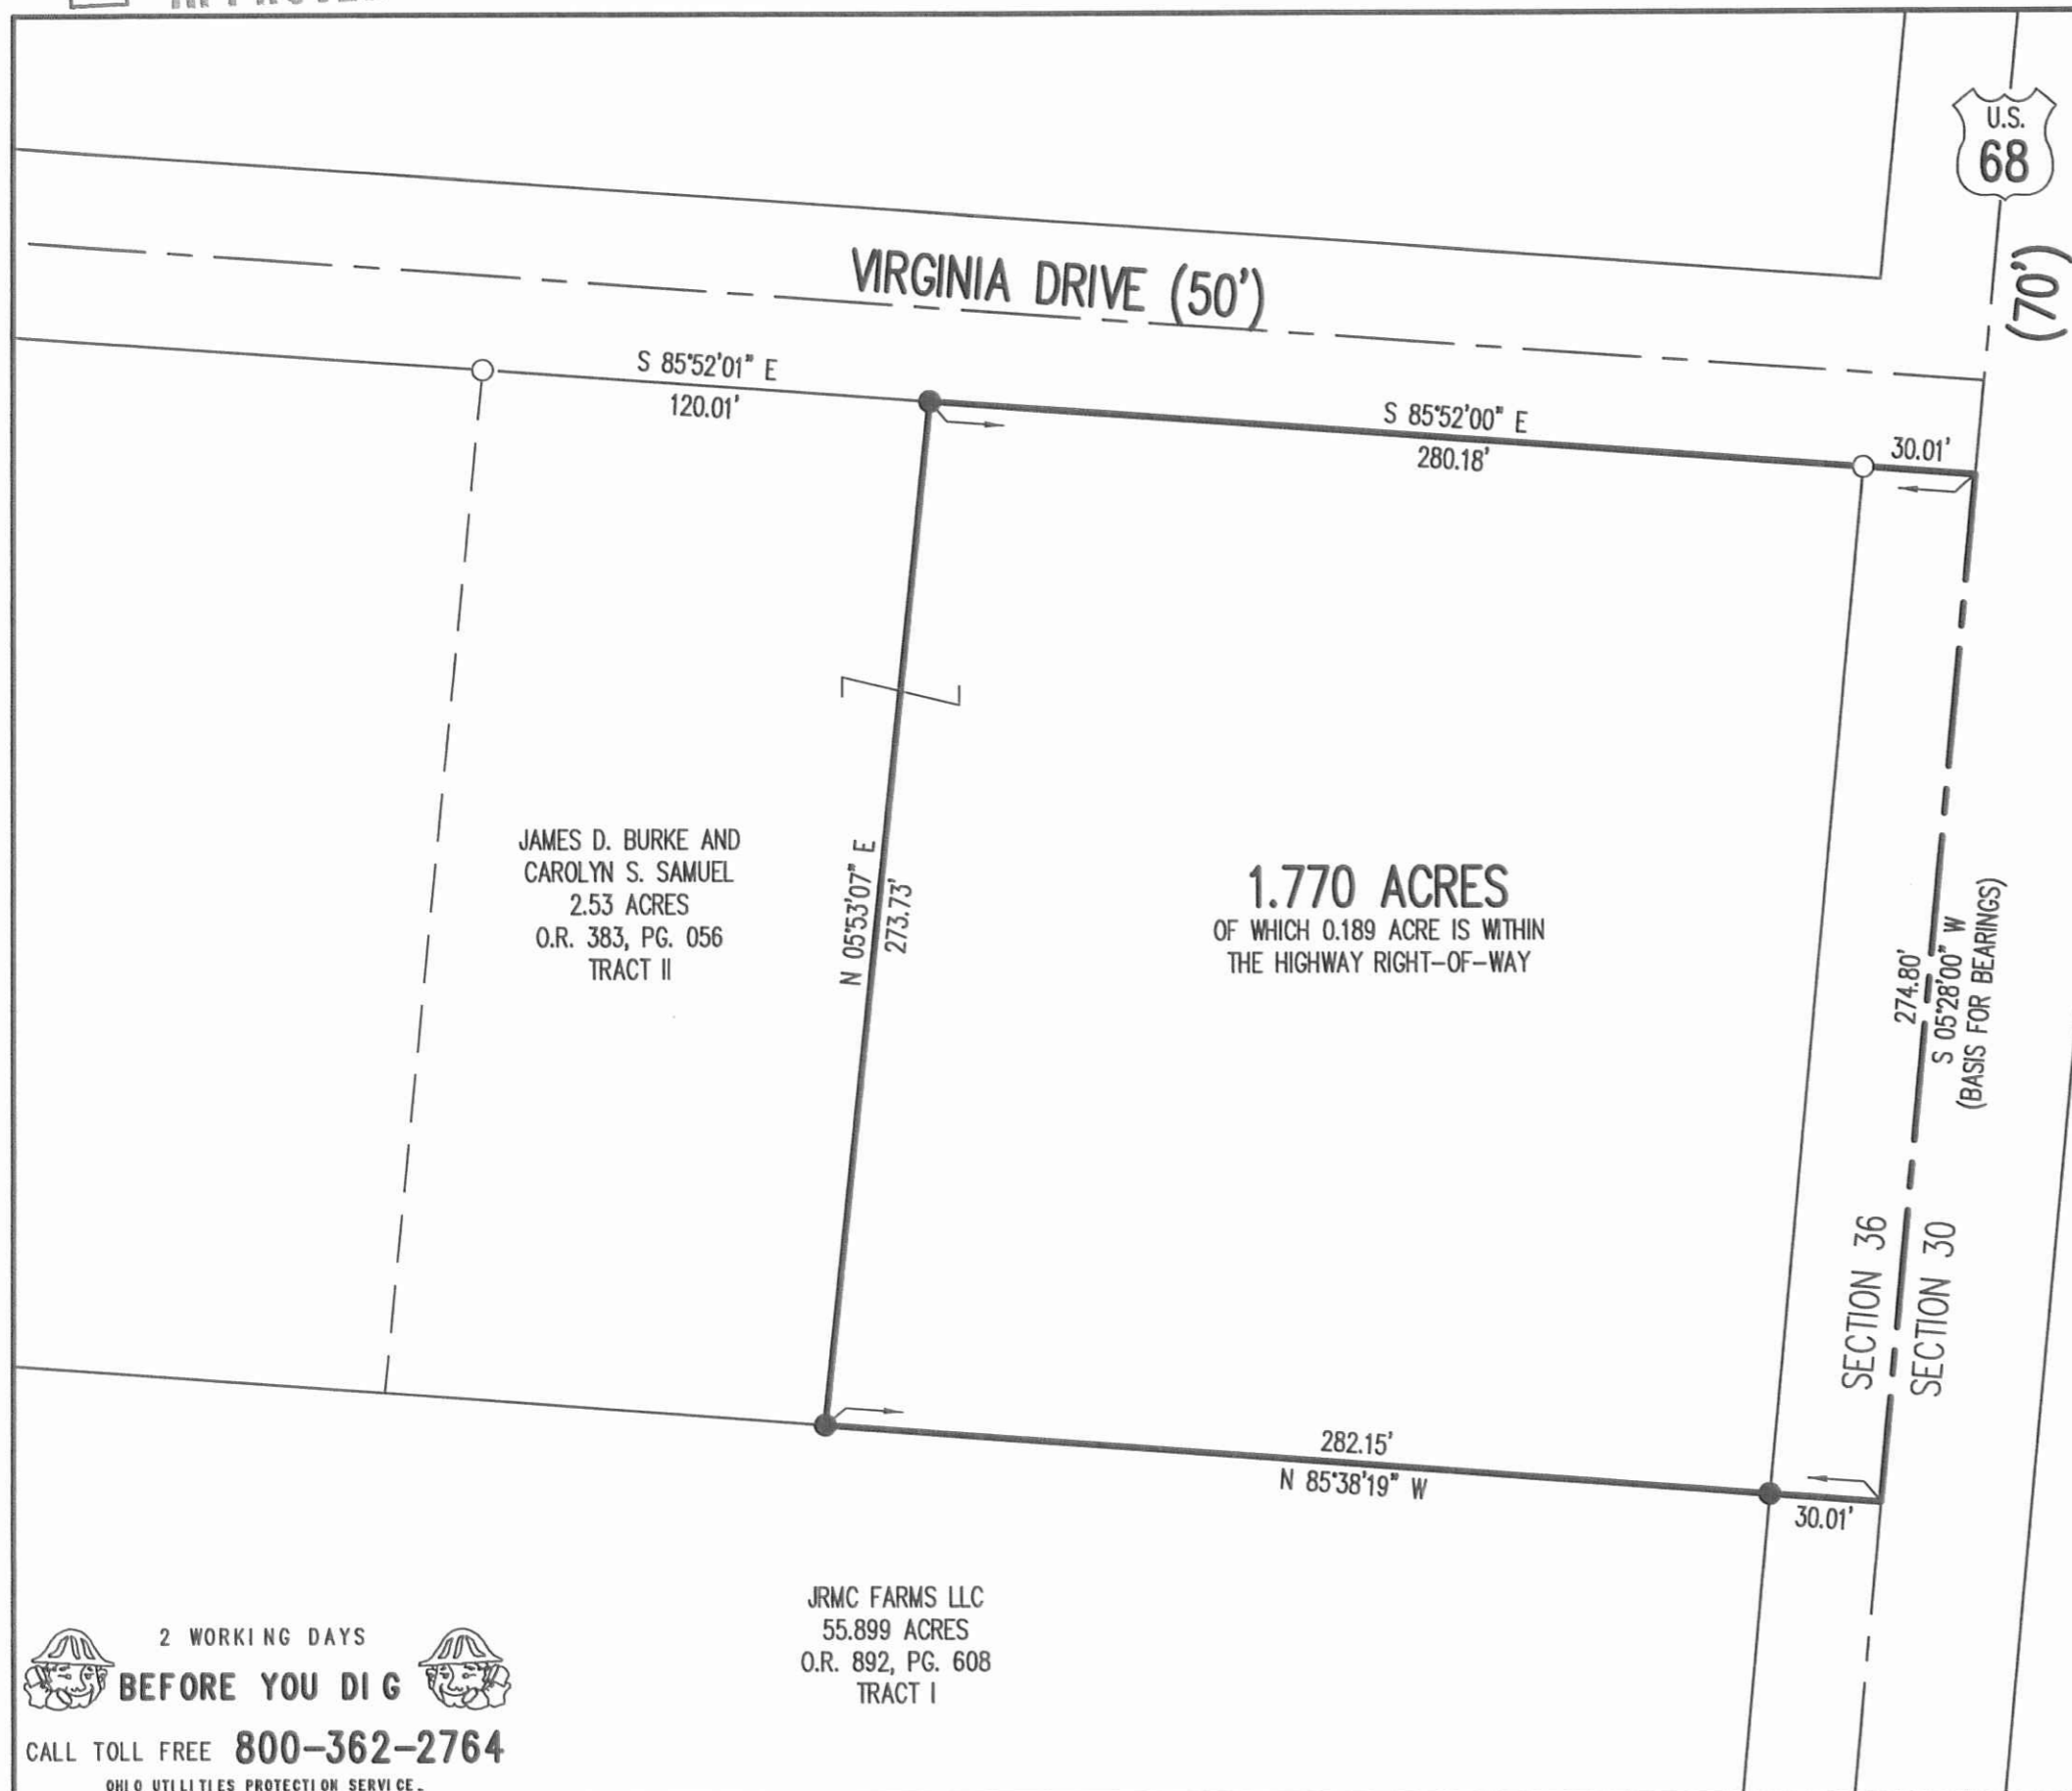 U.S.
68
(70')
VIRGINIA DRIVE (50')
S 85°52'01" E
120.01'
S 85°52'00" E
280.18'
30.01'
JAMES D. BURKE AND
CAROLYN S. SAMUEL
2.53 ACRES
O.R. 383, PG. 056
TRACT II
N 05°53'07" E
273.73'
1.770 ACRES
OF WHICH 0.189 ACRE IS WITHIN
THE HIGHWAY RIGHT-OF-WAY
274.80'
S 05°28'00" W
(BASIS FOR BEARINGS)
SECTION 36
SECTION 30
282.15'
N 85°38'19" W
30.01'
JRMC FARMS LLC
55.899 ACRES
O.R. 892, PG. 608
TRACT I
2 WORKING DAYS
BEFORE YOU DIG
CALL TOLL FREE 800-362-2764
OHIO UTILITIES PROTECTION SERVICE